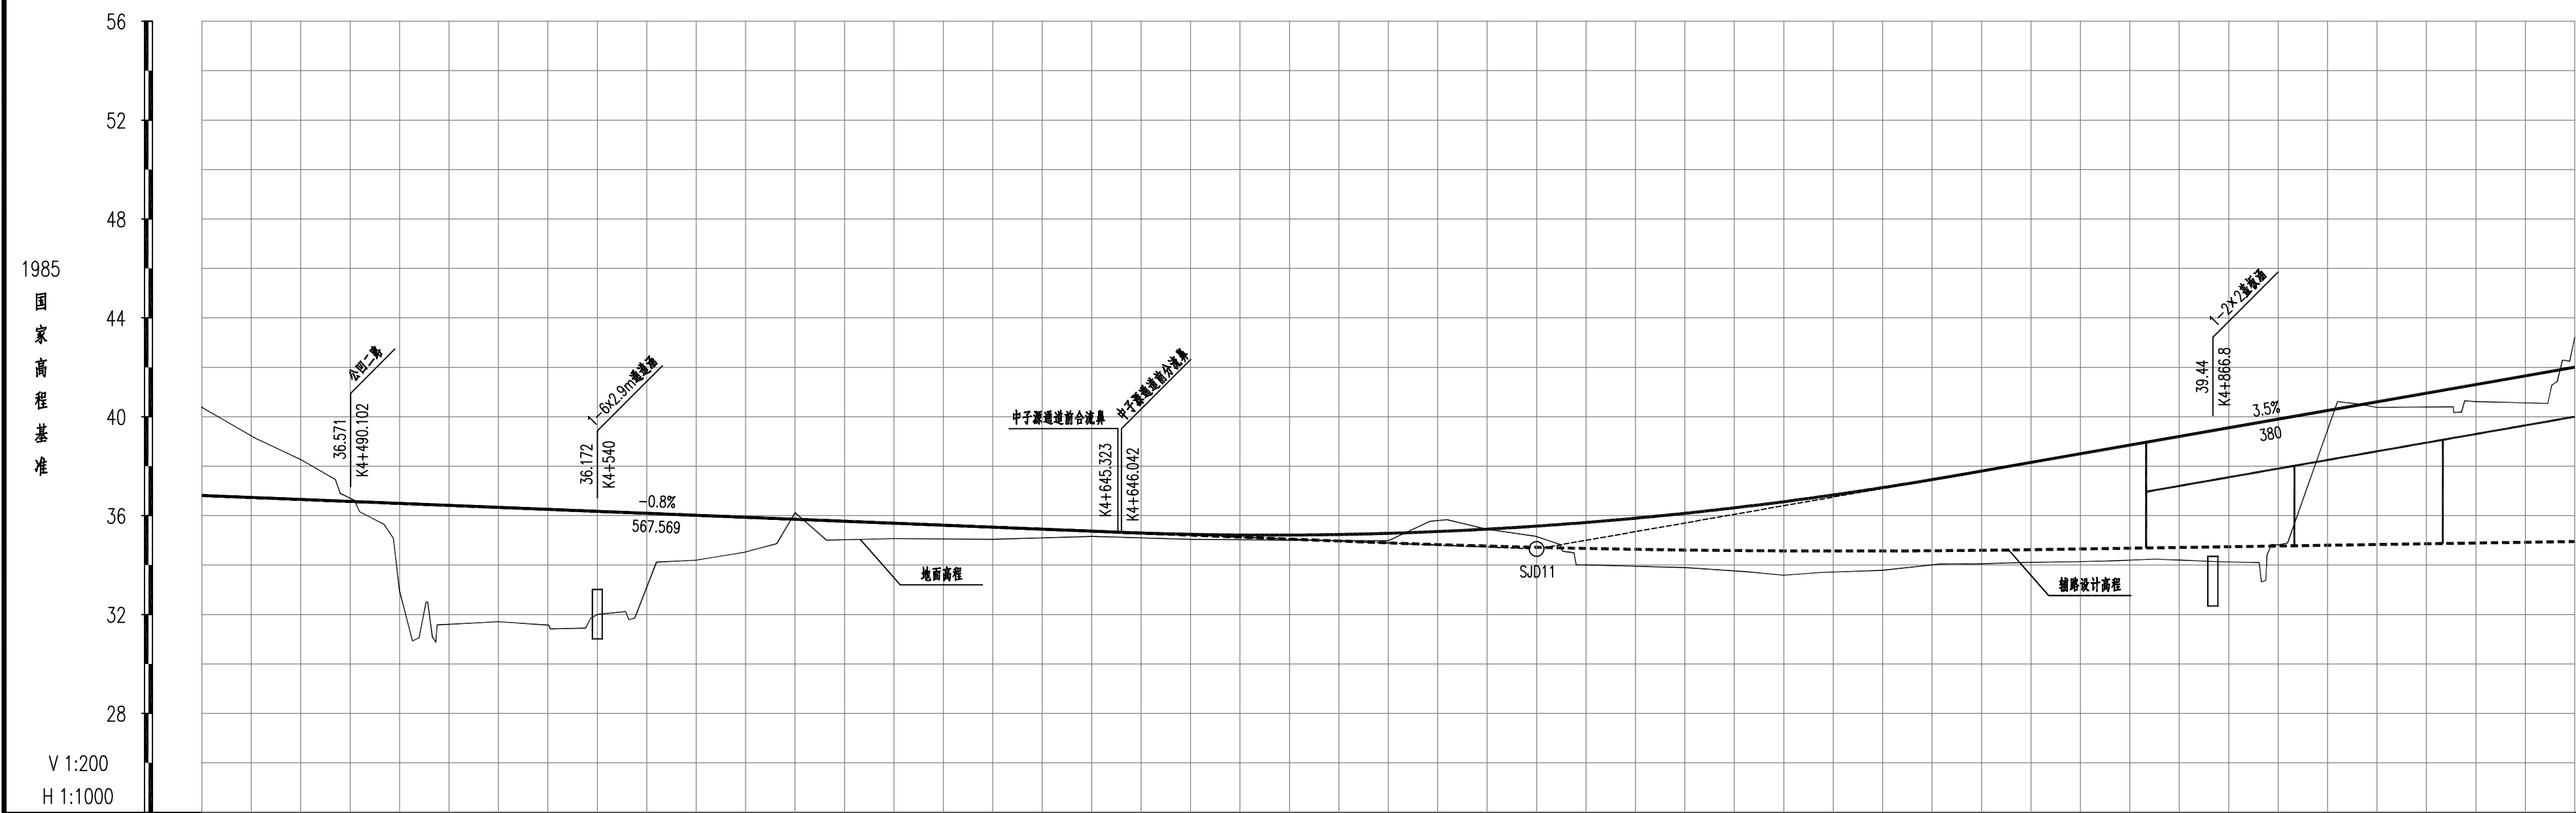 56
52
48
1985
国
家
高
程
基
准
44
40
36
32
28
V 1:200
H 1:1000
公凹二路
36.571
K4+490.102
1-6x2.9m通道涵
36.172
K4+540
-0.8%
567.569
地面高程
中子源通道前合流鼻
K4+645.323
中子源通道前分流鼻
K4+646.042
SJD11
辅路设计高程
1-2×2盖板涵
39.44
K4+866.8
3.5%
380